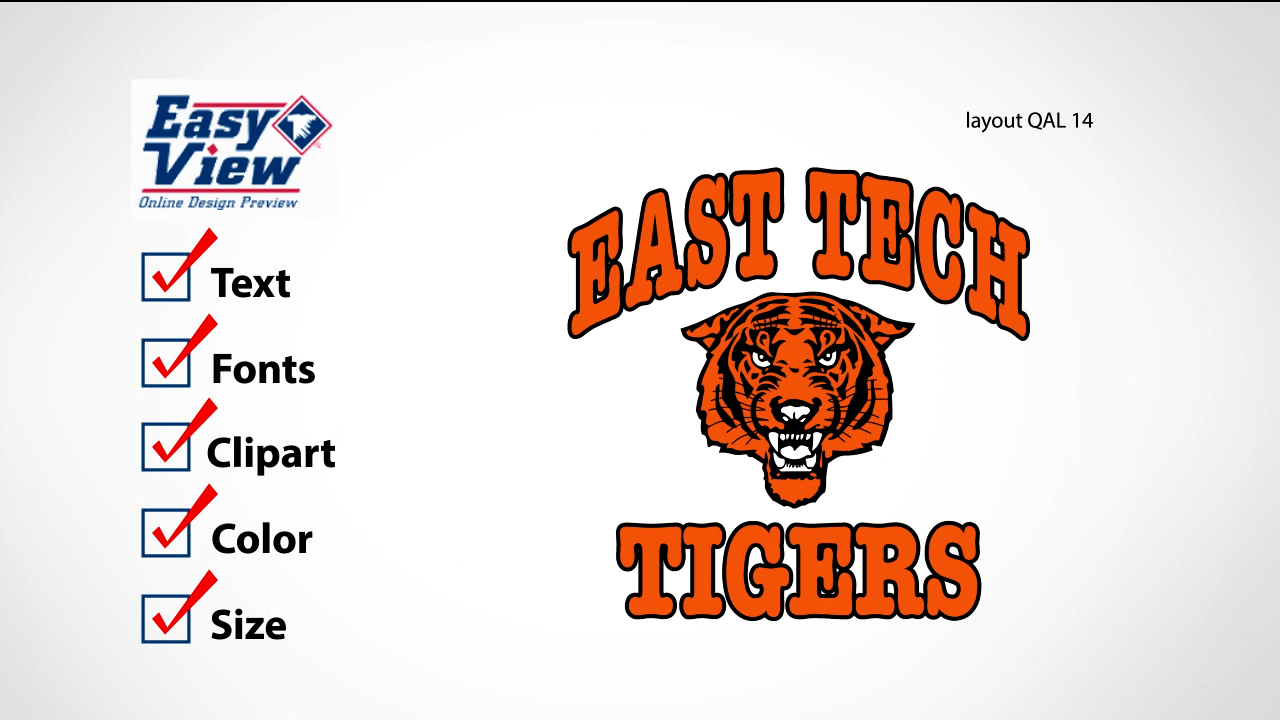 Easy
View
Online Design Preview
Text
Fonts
Clipart
Color
Size
layout QAL 14
EAST TECH
TIGERS